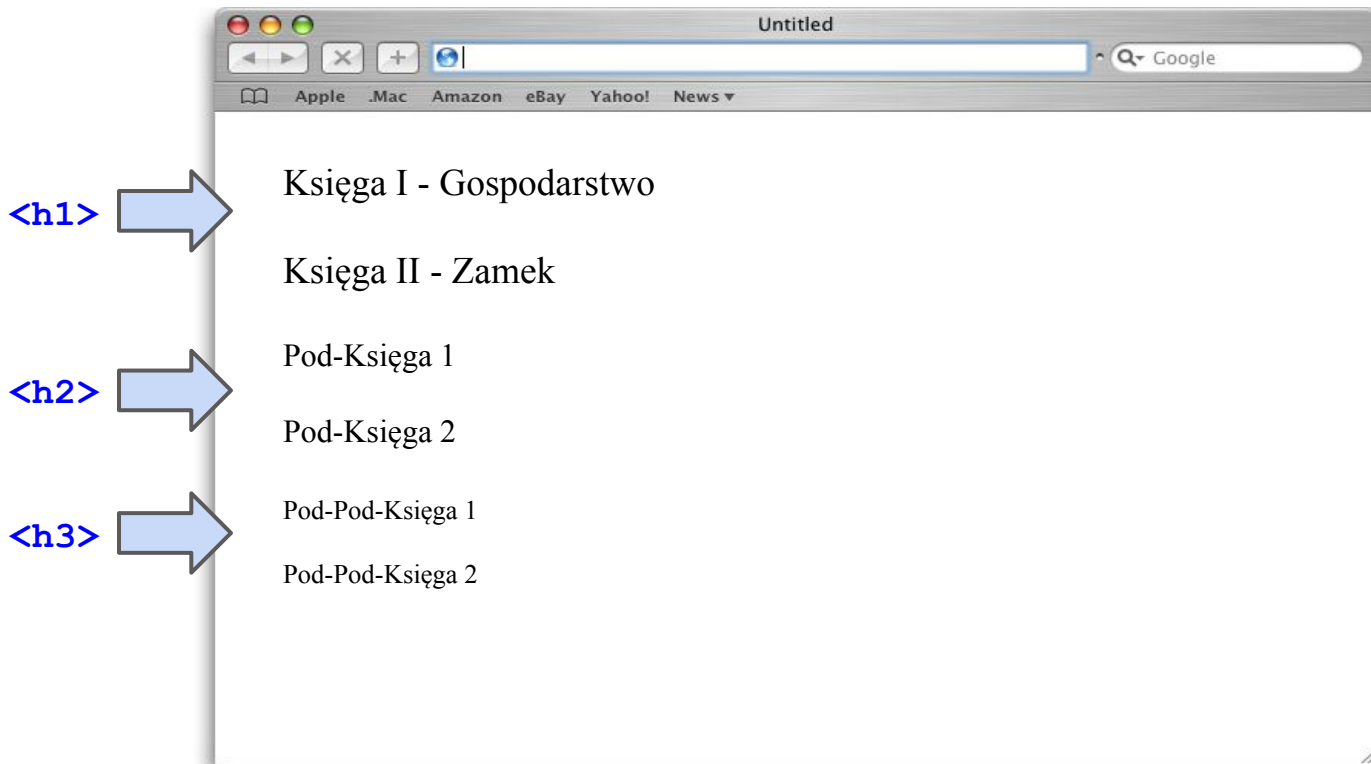 Untitled
Google
Apple .Mac Amazon eBay Yahoo! News
Księga I - Gospodarstwo
<h1>
Księga II - Zamek
Pod-Księga 1
<h2>
Pod-Księga 2
Pod-Pod-Księga 1
<h3>
Pod-Pod-Księga 2